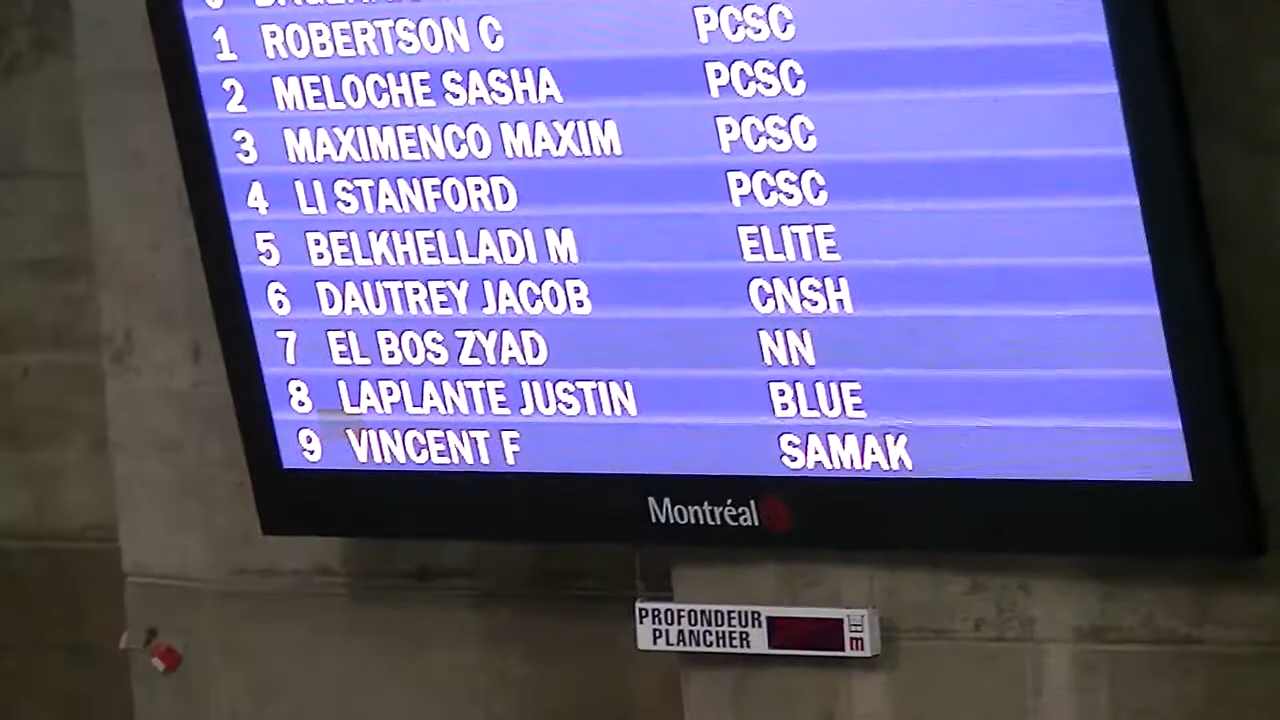 1 ROBERTSON C PCSC
2 MELOCHE SASHA PCSC
3 MAXIMENCO MAXIM PCSC
4 LI STANFORD PCSC
5 BELKHELLADI M ELITE
6 DAUTREY JACOB CNSH
7 EL BOS ZYAD NN
8 LAPLANTE JUSTIN BLUE
9 VINCENT F SAMAK
Montréal
PROFONDEUR
PLANCHER
m